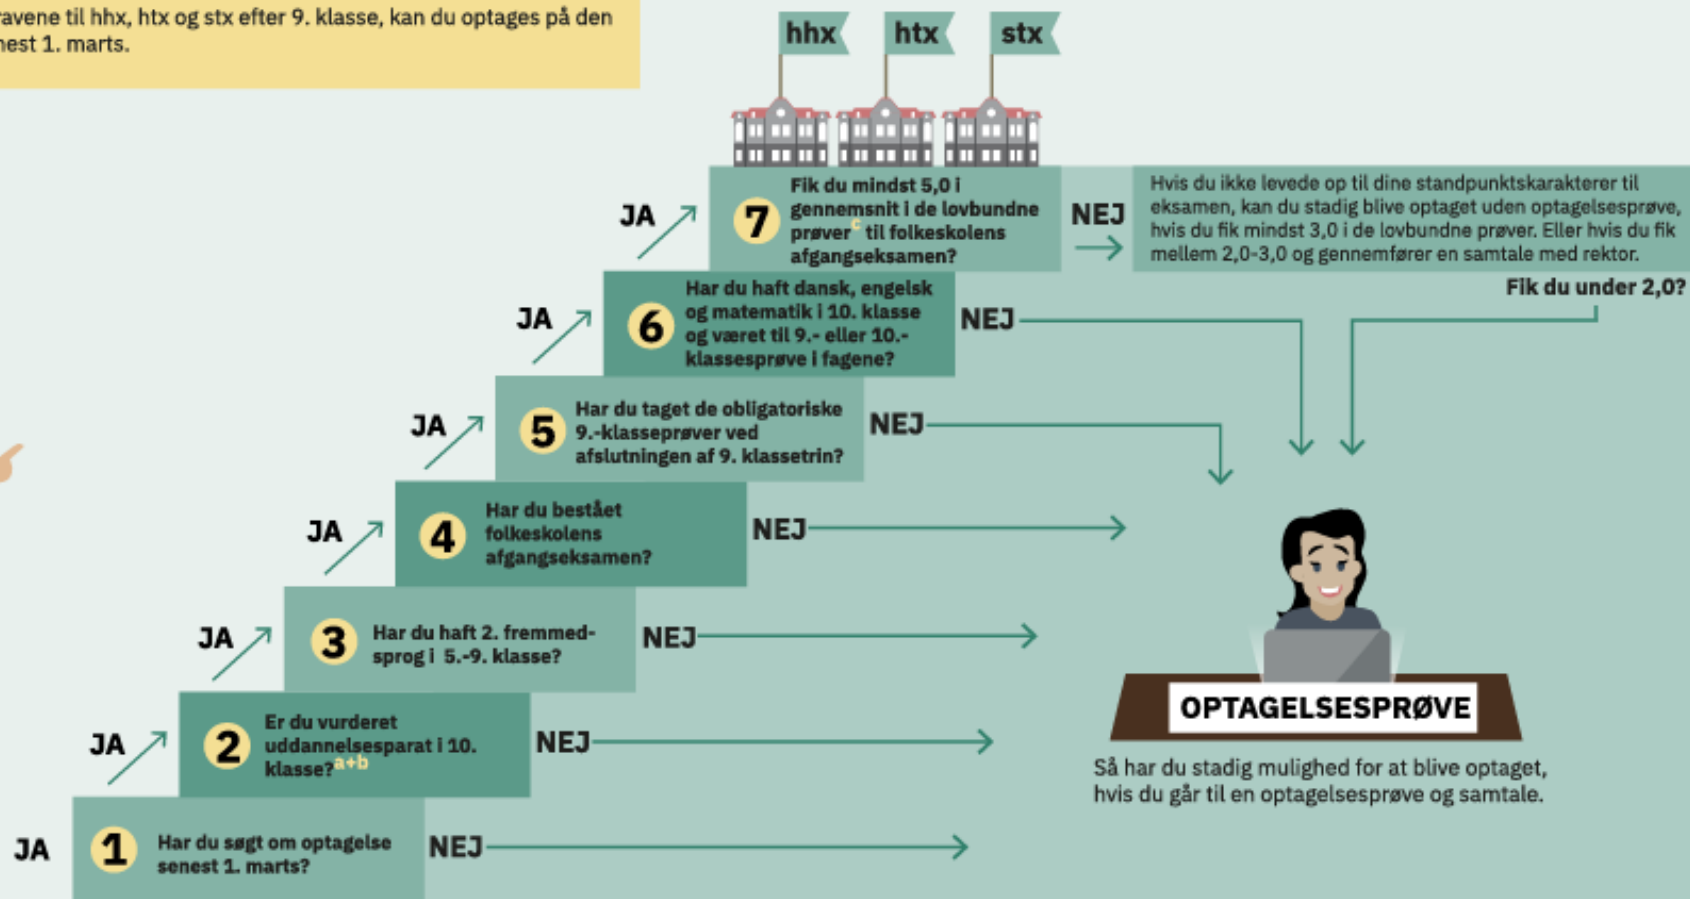 til hhx, htx og stx efter 9. klasse, kan du optages på den
1. marts.
hhx
htx
stx
JA
7
Fik du mindst 5,0 i
gennemsnit i de lovbundne
prøver c til folkeskolens
afgangseksamen?
NEJ
Hvis du ikke levede op til dine standpunktskarakterer til
eksamen, kan du stadig blive optaget uden optagelsesprøve,
hvis du fik mindst 3,0 i de lovbundne prøver. Eller hvis du fik
mellem 2,0-3,0 og gennemfører en samtale med rektor.
Fik du under 2,0?
JA
6
Har du haft dansk, engelsk
og matematik i 10. klasse
og været til 9.- eller 10.-
klassesprøve i fagene?
NEJ
JA
5
Har du taget de obligatoriske
9.-klasseprøver ved
afslutningen af 9. klassetrin?
NEJ
JA
4
Har du bestået
folkeskolens
afgangseksamen?
NEJ
JA
3
Har du haft 2. fremmed-
sprog i 5.-9. klasse?
NEJ
JA
2
Er du vurderet
uddannelsesparat i 10.
klasse? a+b
NEJ
OPTAGELSESPRØVE
Så har du stadig mulighed for at blive optaget,
hvis du går til en optagelsesprøve og samtale.
JA
1
Har du søgt om optagelse
senest 1. marts?
NEJ